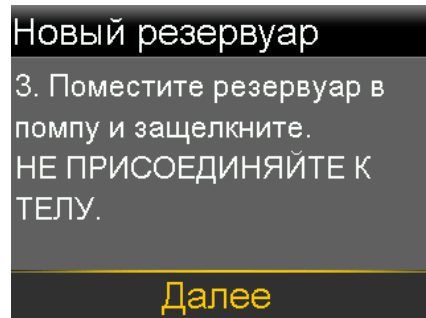 Новый резервуар
3. Поместите резервуар в
помпу и защелкните.
НЕ ПРИСОЕДИНЯЙТЕ К
ТЕЛУ.
Далее